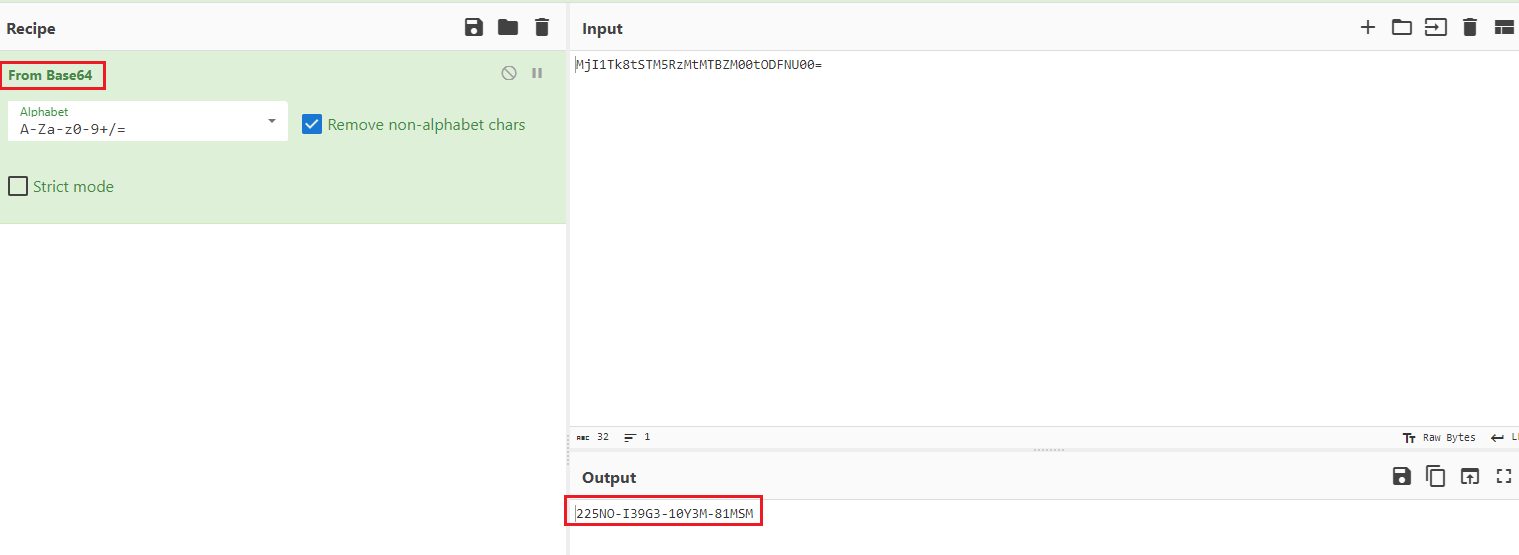 Recipe
From Base64
Alphabet
A-Za-z0-9+/=
Remove non-alphabet chars
Strict mode
Input
MjI1Tk8tSTM5RzMtMTBZM00tODFNU00=
ABC 32 1
Tт Raw Bytes
Output
225NO-I39G3-10Y3M-81MSM